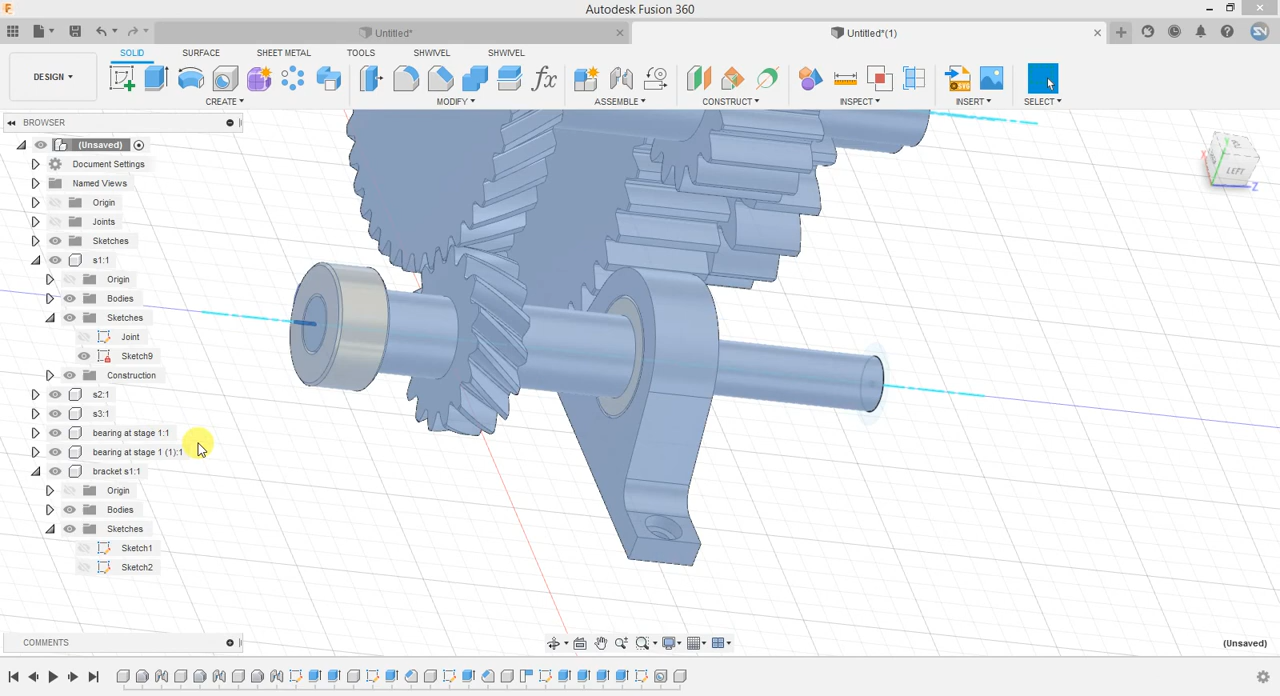 Autodesk Fusion 360
Untitled*
Untitled*(1)
SN
SOLID
SURFACE
SHEET METAL
TOOLS
SHWIVEL
SHWIVEL
DESIGN
CREATE
MODIFY
ASSEMBLE
CONSTRUCT
INSPECT
INSERT
SELECT
BROWSER
(Unsaved)
Document Settings
Named Views
Origin
Joints
Sketches
s1:1
Origin
Bodies
Sketches
Joint
Sketch9
Construction
s2:1
s3:1
bearing at stage 1:1
bearing at stage 1 (1):1
bracket s1:1
Origin
Bodies
Sketches
Sketch1
Sketch2
LEFT
Z
COMMENTS
(Unsaved)